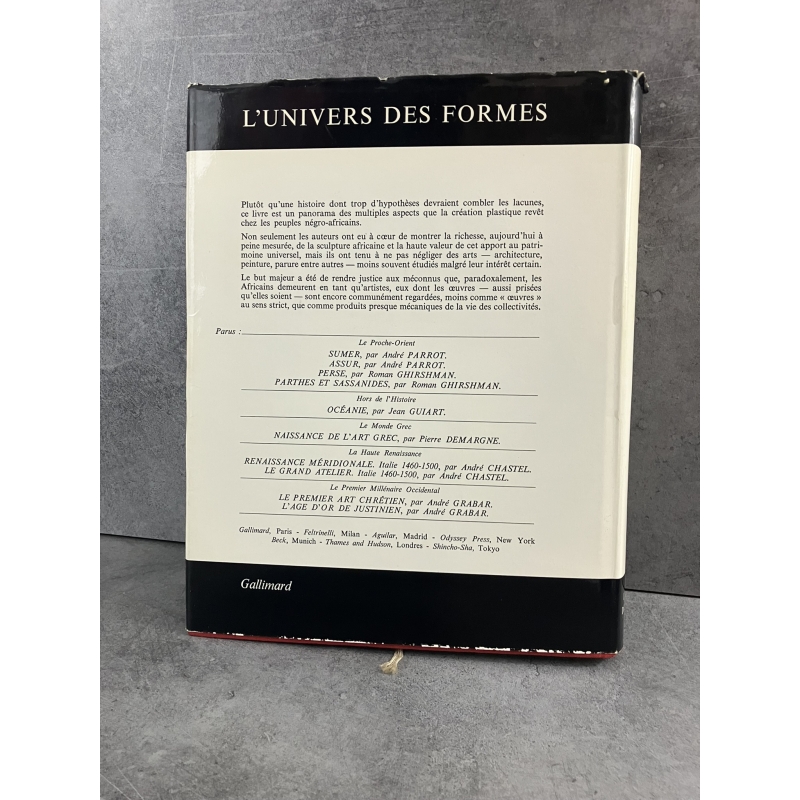 L'UNIVERS DES FORMES
Plutôt qu'une histoire dont trop d'hypothèses devraient combler les lacunes,
ce livre est un panorama des multiples aspects que la création plastique revêt
chez les peuples négro-africains.
Non seulement les auteurs ont eu à cœur de montrer la richesse, aujourd'hui à
peine mesurée, de la sculpture africaine et la haute valeur de cet apport au patri-
moine universel, mais ils ont tenu à ne pas négliger des arts — architecture,
peinture, parure entre autres — moins souvent étudiés malgré leur intérêt certain.
Le but majeur a été de rendre justice aux méconnus que, paradoxalement, les
Africains demeurent en tant qu'artistes, eux dont les œuvres — aussi prisées
qu'elles soient — sont encore communément regardées, moins comme « œuvres »
au sens strict, que comme produits presque mécaniques de la vie des collectivités.
Parus :
Le Proche-Orient
SUMER, par André PARROT.
ASSUR, par André PARROT.
PERSE, par Roman GHIRSHMAN.
PARTHES ET SASSANIDES, par Roman GHIRSHMAN.
Hors de l'Histoire
OCÉANIE, par Jean GUIART.
Le Monde Grec
NAISSANCE DE L'ART GREC, par Pierre DEMARGNE.
La Haute Renaissance
RENAISSANCE MÉRIDIONALE. Italie 1460-1500, par André CHASTEL.
LE GRAND ATELIER. Italie 1460-1500, par André CHASTEL.
Le Premier Millénaire Occidental
LE PREMIER ART CHRÉTIEN, par André GRABAR.
L'AGE D'OR DE JUSTINIEN, par André GRABAR.
Gallimard, Paris - Feltrinelli, Milan - Aguilar, Madrid - Odyssey Press, New York
Beck, Munich - Thames and Hudson, Londres - Shincho-Sha, Tokyo
Gallimard